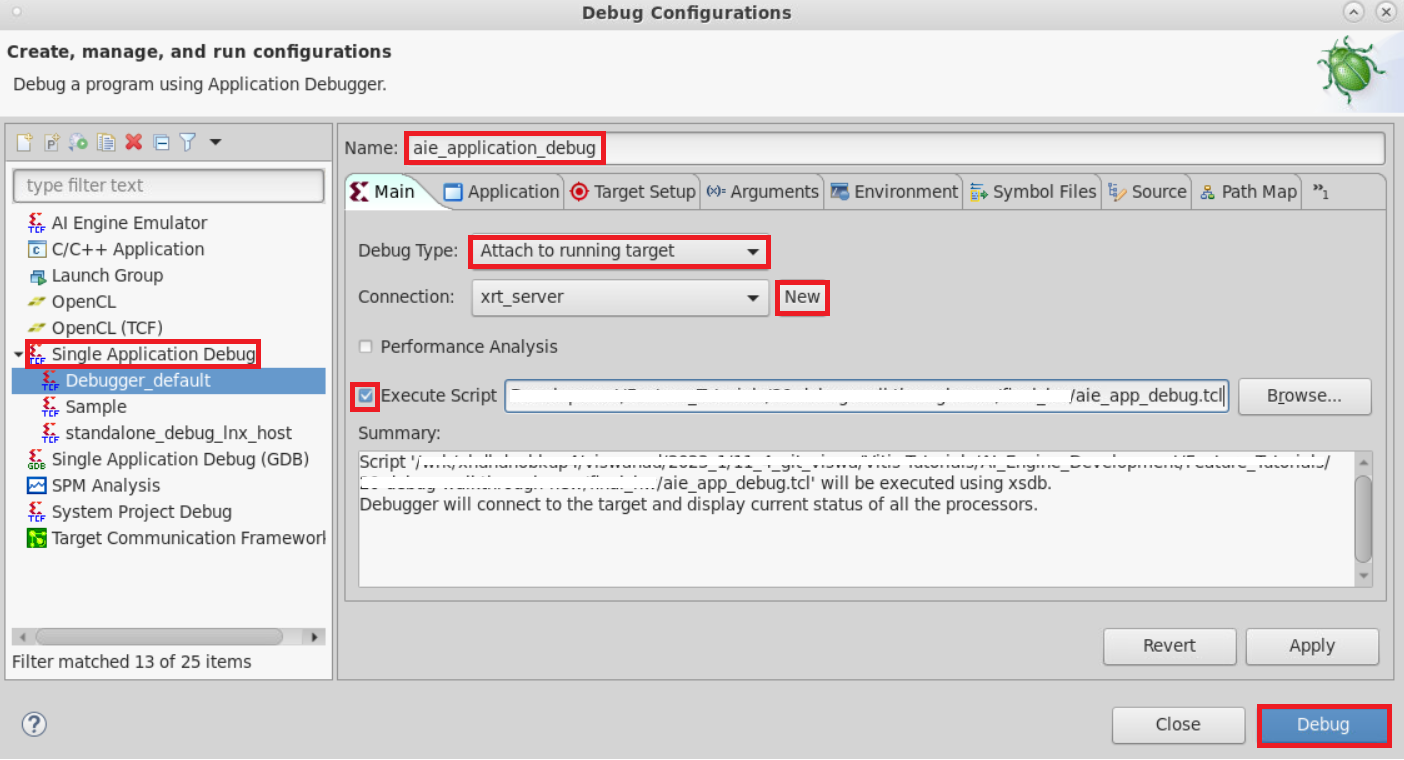 Debug Configurations
Create, manage, and run configurations
Debug a program using Application Debugger.
type filter text
AI Engine Emulator
C/C++ Application
Launch Group
OpenCL
OpenCL (TCF)
Single Application Debug
Debugger_default
Sample
standalone_debug_lnx_host
Single Application Debug (GDB)
SPM Analysis
System Project Debug
Target Communication Framework
Filter matched 13 of 25 items
Name: aie_application_debug
Main Application Target Setup Arguments Environment Symbol Files Source Path Map »1
Debug Type: Attach to running target
Connection: xrt_server New
Performance Analysis
Execute Script /aie_app_debug.tcl Browse...
Summary:
Script
/aie_app_debug.tcl' will be executed using xsdb.
Debugger will connect to the target and display current status of all the processors.
Revert Apply
Close Debug